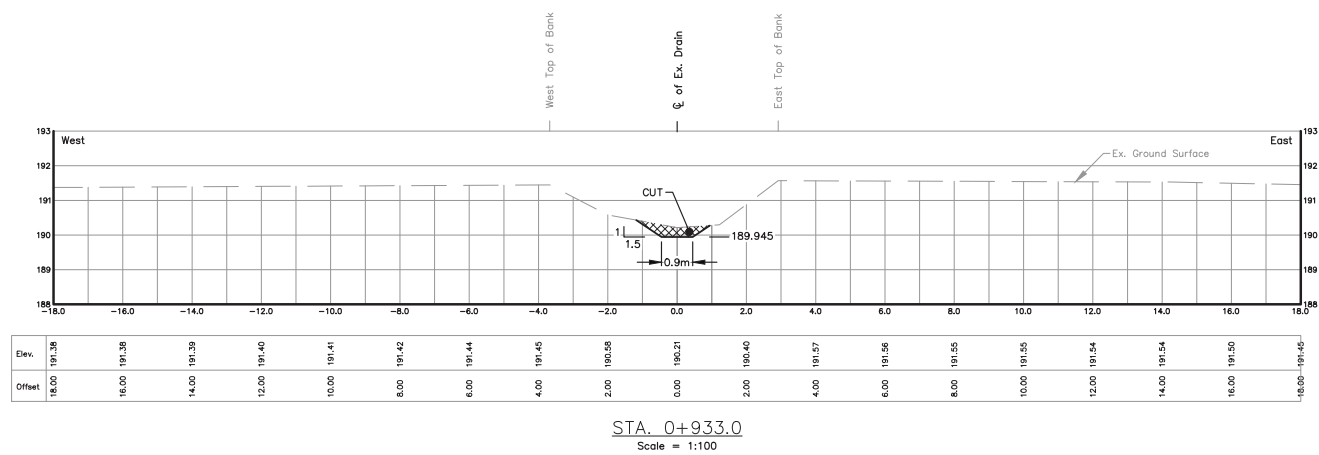 West Top of Bank
℄ of Ex. Drain
East Top of Bank
193
193
West
East
192
192
Ex. Ground Surface
191
191
CUT
190
190
1
1.5
189.945
0.9m
189
189
188
188
-18.0 -16.0 -14.0 -12.0 -10.0 -8.0 -6.0 -4.0 -2.0 0.0 2.0 4.0 6.0 8.0 10.0 12.0 14.0 16.0 18.0
Elev. 191.38 191.38 191.39 191.40 191.41 191.42 191.44 191.45 190.58 190.21 190.40 191.57 191.56 191.55 191.55 191.54 191.54 191.50 191.45
Offset 18.00 16.00 14.00 12.00 10.00 8.00 6.00 4.00 2.00 0.00 2.00 4.00 6.00 8.00 10.00 12.00 14.00 16.00 18.00
STA. 0+933.0
Scale = 1:100